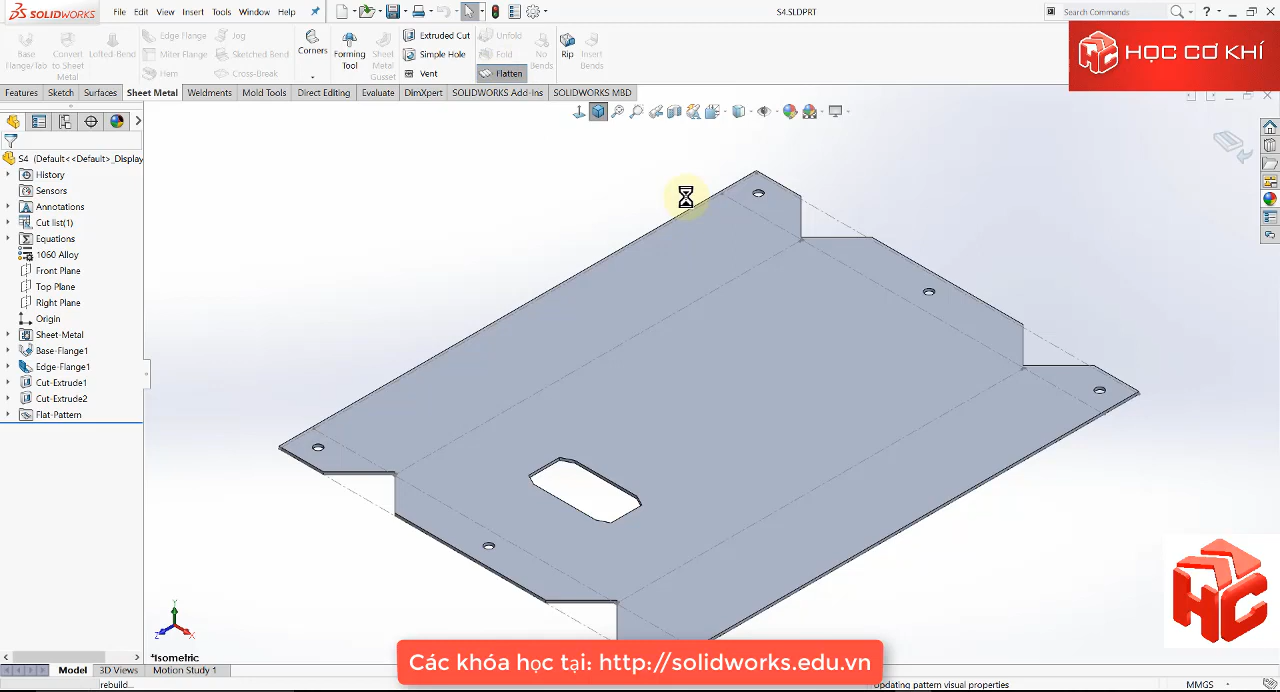 SOLIDWORKS
File Edit View Insert Tools Window Help
S4.SLDPRT
Search Commands
Base Flange/Tab
Convert to Sheet Metal
Lofted-Bend
Edge Flange
Miter Flange
Hem
Jog
Sketched Bend
Cross-Break
Corners
Forming Tool
Sheet Metal Gusset
Extruded Cut
Simple Hole
Vent
Unfold
Fold
Flatten
No Bends
Rip
Insert Bends
HỌC CƠ KHÍ
Features Sketch Surfaces Sheet Metal Weldments Mold Tools Direct Editing Evaluate DimXpert SOLIDWORKS Add-Ins SOLIDWORKS MBD
S4 (Default<<Default>_Display
History
Sensors
Annotations
Cut list(1)
Equations
1060 Alloy
Front Plane
Top Plane
Right Plane
Origin
Sheet-Metal
Base-Flange1
Edge-Flange1
Cut-Extrude1
Cut-Extrude2
Flat-Pattern
Y
Z
X
*Isometric
HC
Các khóa học tại: http://solidworks.edu.vn
Model 3D Views Motion Study 1
rebuild...
Updating pattern visual properties
MMGS